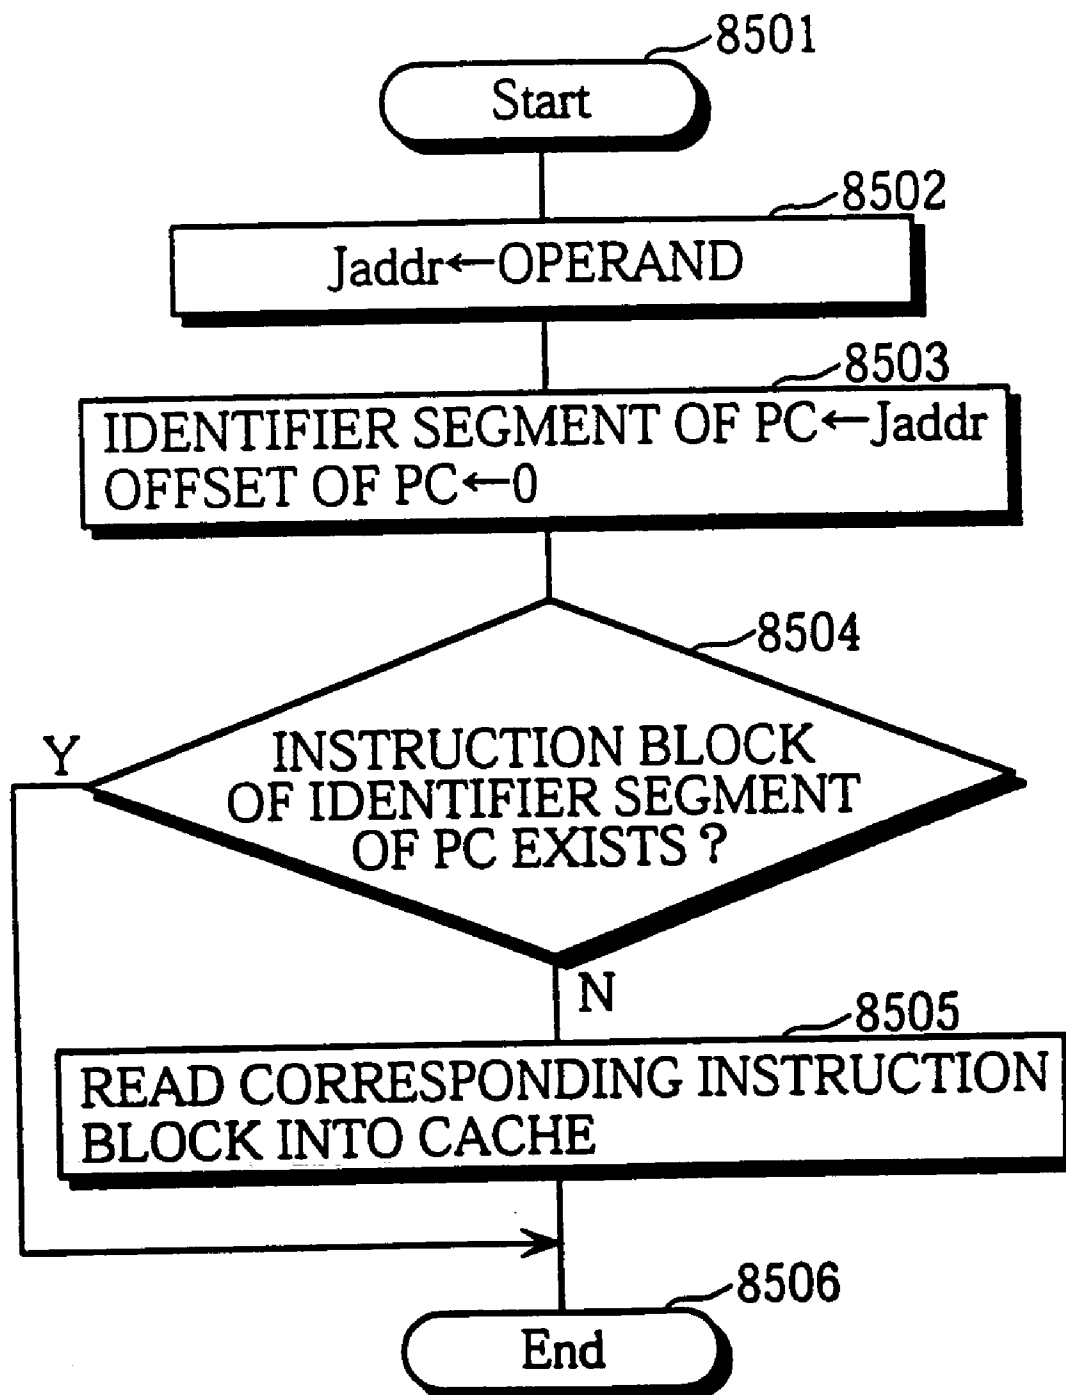 8501
Start
8502
Jaddr←OPERAND
8503
IDENTIFIER SEGMENT OF PC←Jaddr
OFFSET OF PC←0
8504
Y
INSTRUCTION BLOCK
OF IDENTIFIER SEGMENT
OF PC EXISTS ?
N
8505
READ CORRESPONDING INSTRUCTION
BLOCK INTO CACHE
8506
End